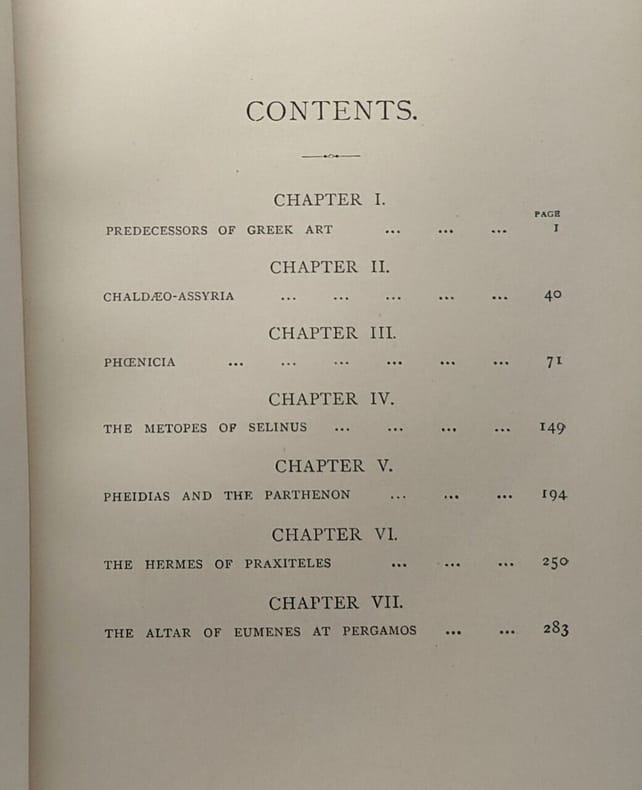 CONTENTS.
CHAPTER I.
PAGE
PREDECESSORS OF GREEK ART ... ... ... 1
CHAPTER II.
CHALDÆO-ASSYRIA ... ... ... ... ... 40
CHAPTER III.
PHŒNICIA ... ... ... ... ... ... 71
CHAPTER IV.
THE METOPES OF SELINUS ... ... ... ... 149
CHAPTER V.
PHEIDIAS AND THE PARTHENON ... ... ... 194
CHAPTER VI.
THE HERMES OF PRAXITELES ... ... ... 250
CHAPTER VII.
THE ALTAR OF EUMENES AT PERGAMOS ... ... 283